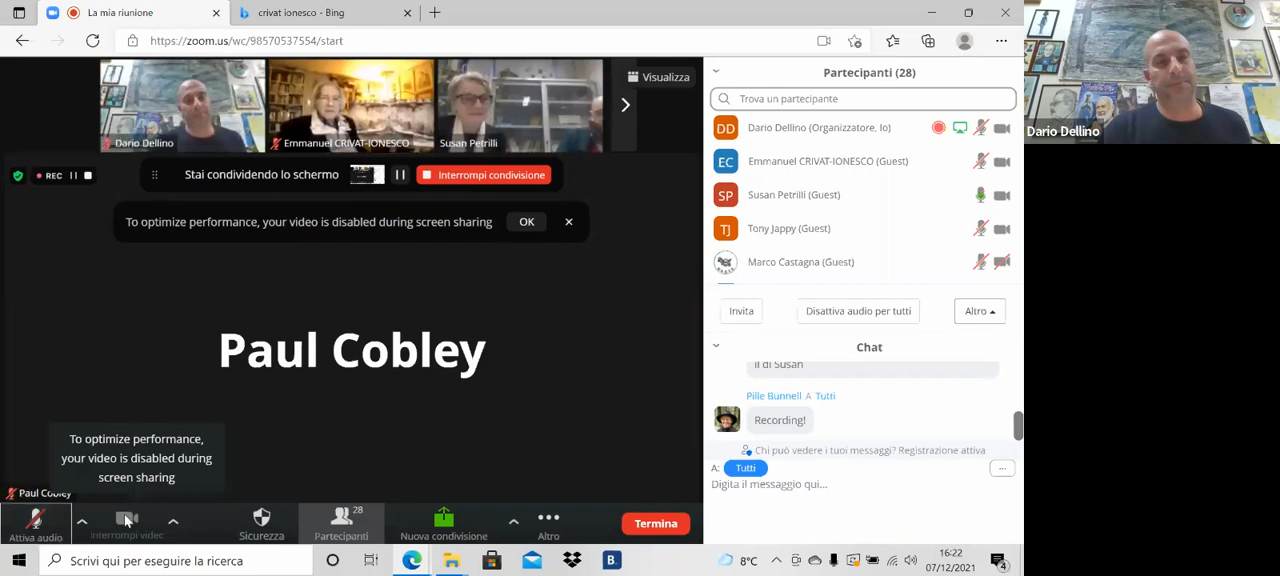 La mia riunione
crivat ionesco - Bing
https://zoom.us/wc/98570537554/start
Dario Dellino
Emmanuel CRIVAT-IONESCO
Susan Petrilli
Visualizza
REC
Stai condividendo lo schermo
Interrompi condivisione
To optimize performance, your video is disabled during screen sharing
OK
Paul Cobley
To optimize performance,
your video is disabled during
screen sharing
Paul Cobley
Attiva audio
Interrompi video
Sicurezza
28
Partecipanti
Nuova condivisione
Altro
Termina
Partecipanti (28)
Trova un partecipante
DD
Dario Dellino (Organizzatore, Io)
EC
Emmanuel CRIVAT-IONESCO (Guest)
SP
Susan Petrilli (Guest)
TJ
Tony Jappy (Guest)
Marco Castagna (Guest)
Invita
Disattiva audio per tutti
Altro
Chat
il di Susan
Pille Bunnell A Tutti
Recording!
Chi può vedere i tuoi messaggi? Registrazione attiva
A: Tutti
Digita il messaggio qui...
Dario Dellino
Scrivi qui per eseguire la ricerca
B.
8°C
16:22
07/12/2021
4